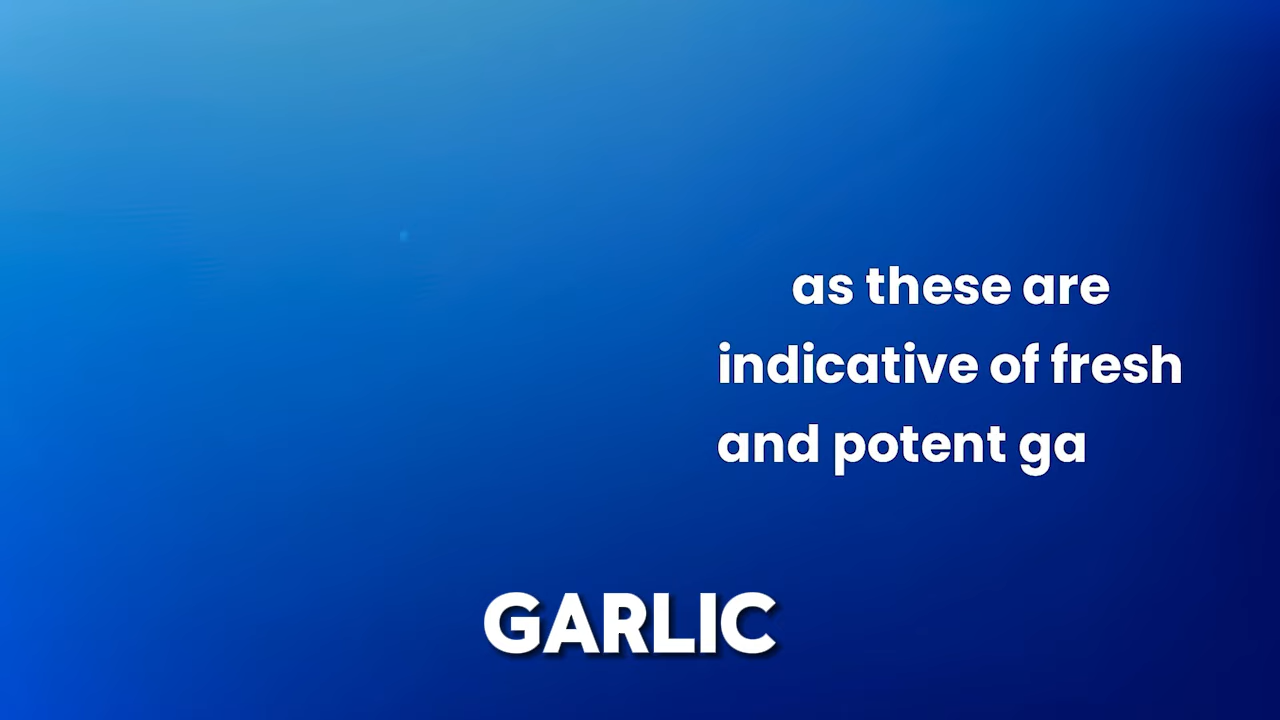 as these are
indicative of fresh
and potent ga
GARLIC